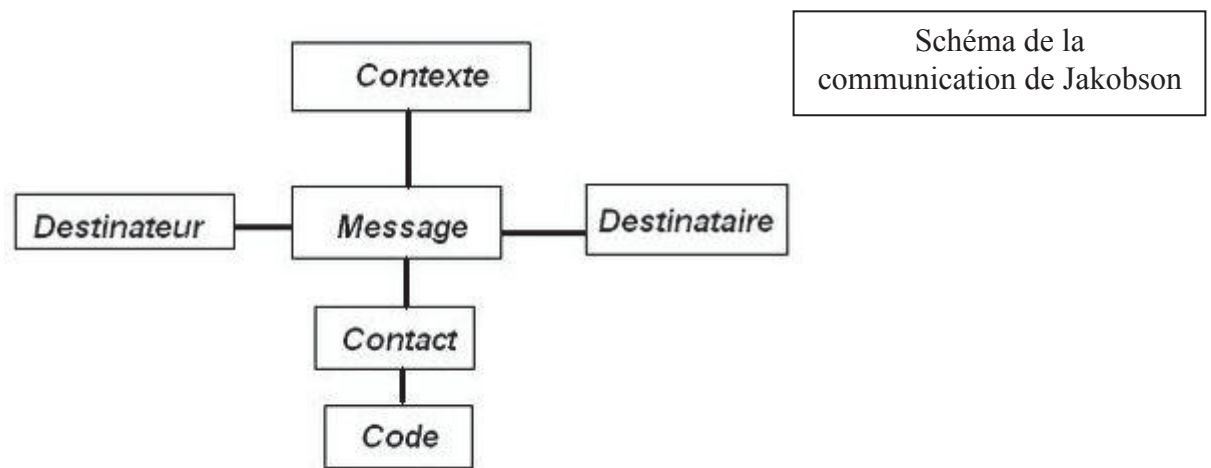 Schéma de la
communication de Jakobson
Contexte
Destinateur
Message
Destinataire
Contact
Code